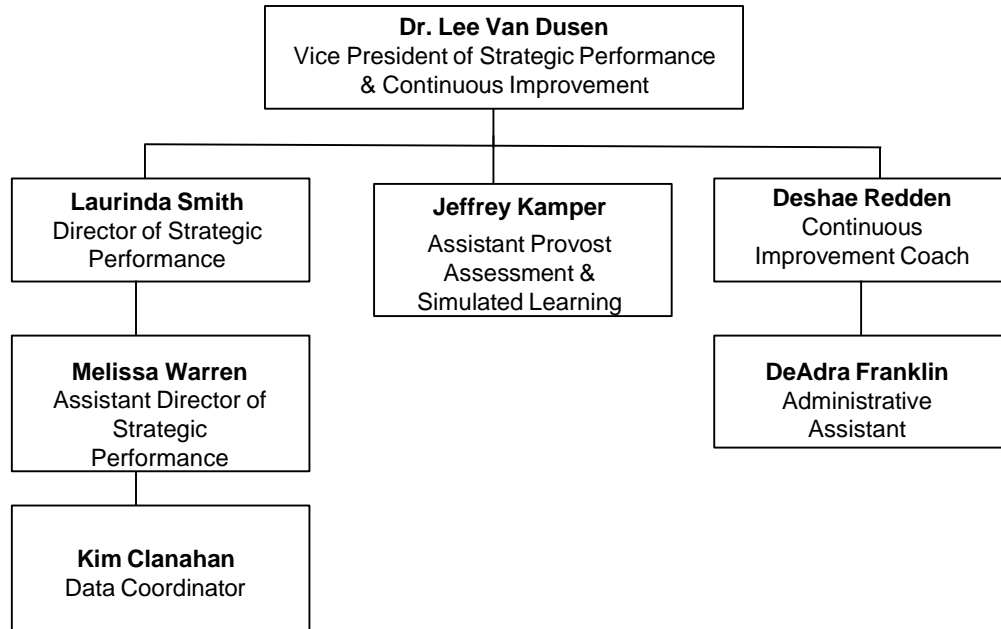 Dr. Lee Van Dusen
Vice President of Strategic Performance
& Continuous Improvement
Laurinda Smith
Director of Strategic
Performance
Jeffrey Kamper
Assistant Provost
Assessment &
Simulated Learning
Deshae Redden
Continuous
Improvement Coach
Melissa Warren
Assistant Director of
Strategic
Performance
DeAdra Franklin
Administrative
Assistant
Kim Clanahan
Data Coordinator